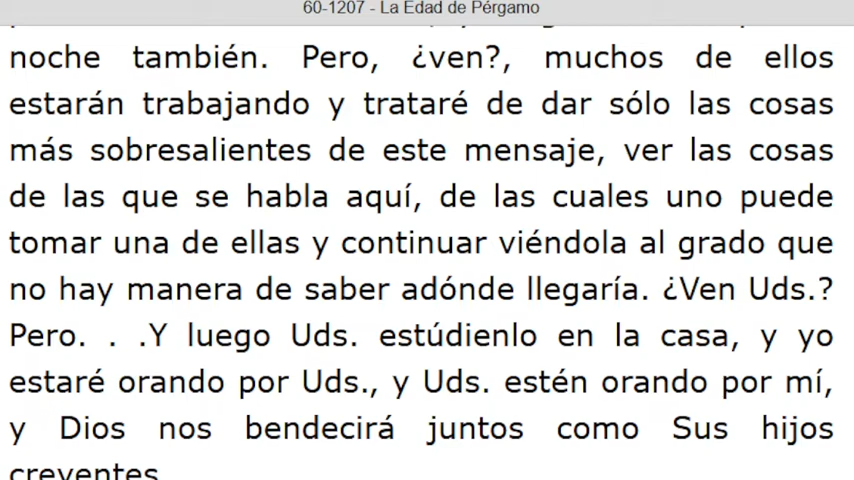 60-1207 - La Edad de Pérgamo
noche también. Pero, ¿ven?, muchos de ellos
estarán trabajando y trataré de dar sólo las cosas
más sobresalientes de este mensaje, ver las cosas
de las que se habla aquí, de las cuales uno puede
tomar una de ellas y continuar viéndola al grado que
no hay manera de saber adónde llegaría. ¿Ven Uds.?
Pero. . .Y luego Uds. estúdienlo en la casa, y yo
estaré orando por Uds., y Uds. estén orando por mí,
y Dios nos bendecirá juntos como Sus hijos
creyentes.